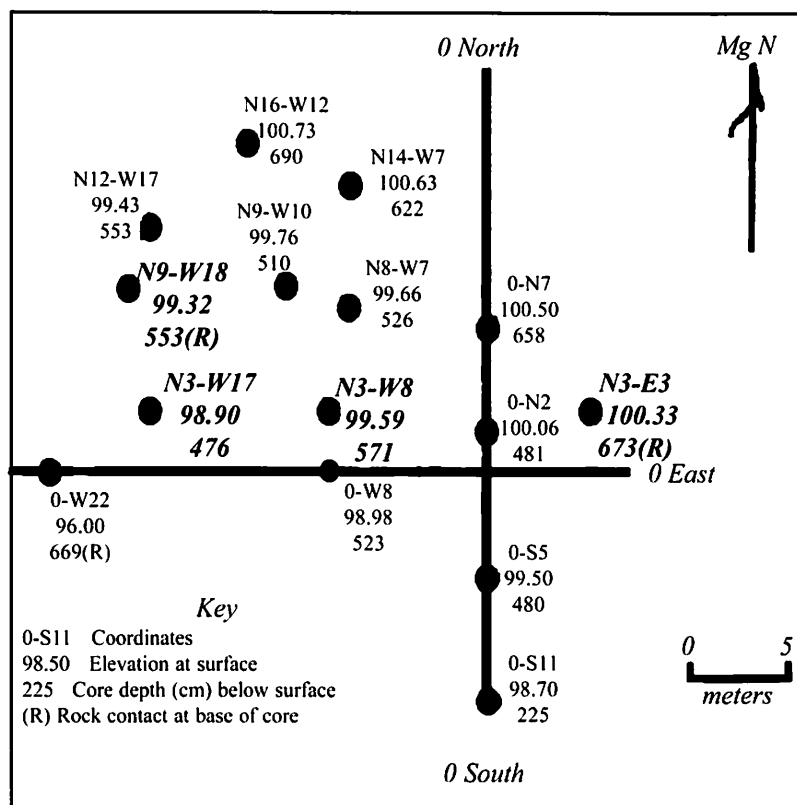 0 North
Mg N
N16-W12
100.73
690
N14-W7
100.63
622
N12-W17
99.43
553
N9-W10
99.76
510
N9-W18
99.32
553(R)
N8-W7
99.66
526
0-N7
100.50
658
N3-W17
98.90
476
N3-W8
99.59
571
0-N2
100.06
481
N3-E3
100.33
673(R)
0 East
0-W22
96.00
669(R)
0-W8
98.98
523
0-S5
99.50
480
Key
0-S11 Coordinates
98.50 Elevation at surface
225 Core depth (cm) below surface
(R) Rock contact at base of core
0-S11
98.70
225
0 5
meters
0 South